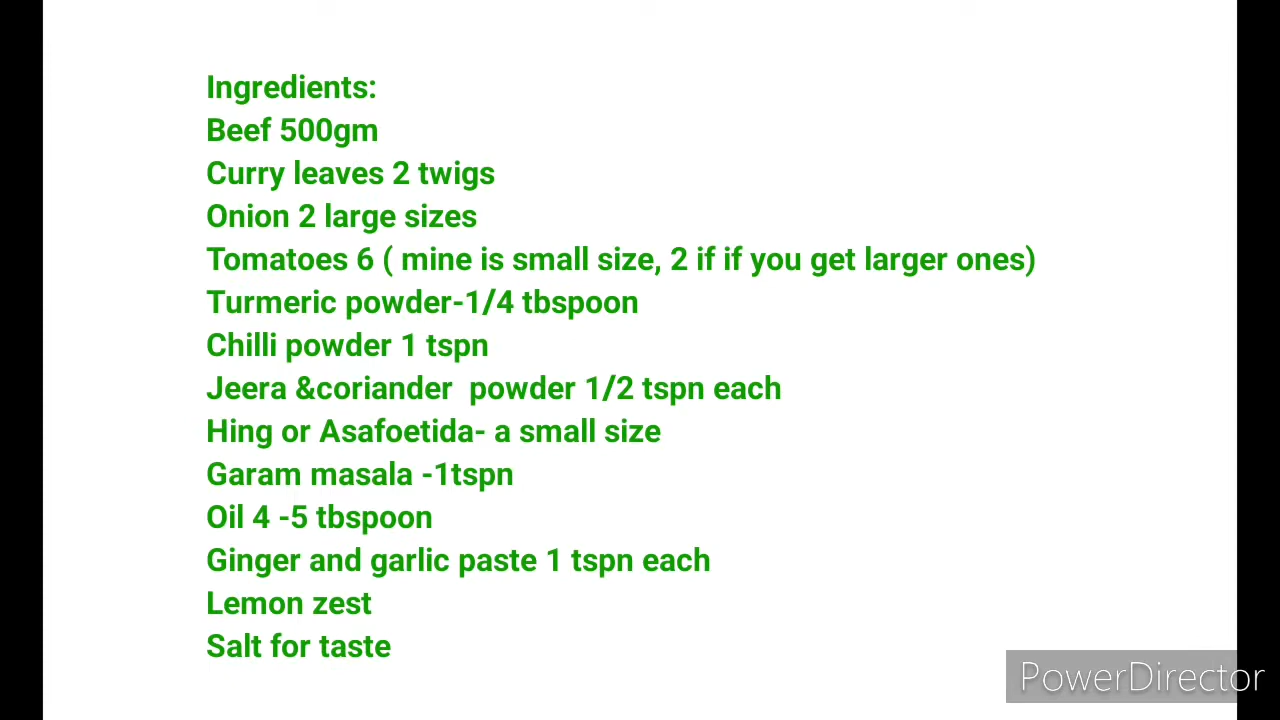 Ingredients:
Beef 500gm
Curry leaves 2 twigs
Onion 2 large sizes
Tomatoes 6 ( mine is small size, 2 if if you get larger ones)
Turmeric powder-1/4 tbspoon
Chilli powder 1 tspn
Jeera &coriander  powder 1/2 tspn each
Hing or Asafoetida- a small size
Garam masala -1tspn
Oil 4 -5 tbspoon
Ginger and garlic paste 1 tspn each
Lemon zest
Salt for taste
PowerDirector